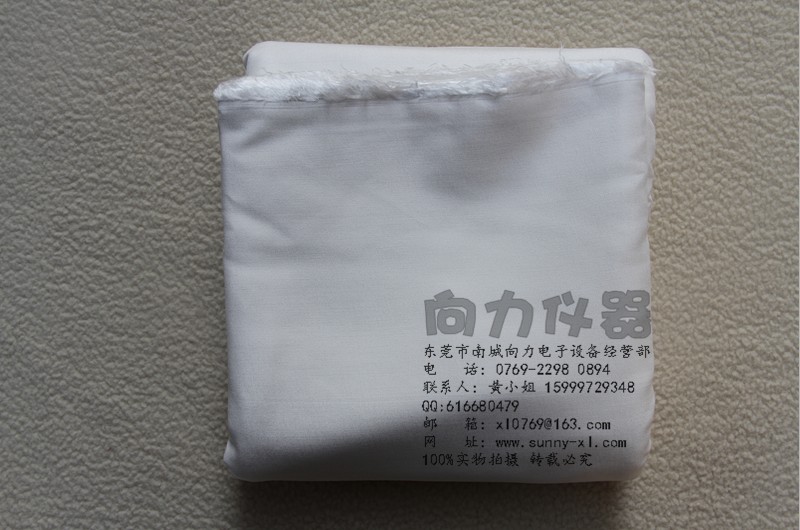 向力仪器
东莞市南城向力电子设备经营部
电 话: 0769-2298 0894
联系人: 黄小姐 15999729348
QQ:616680479
邮 箱: xl0769@163.com
网 址: www.sunny-xl.com
100%实物拍摄 转载必究